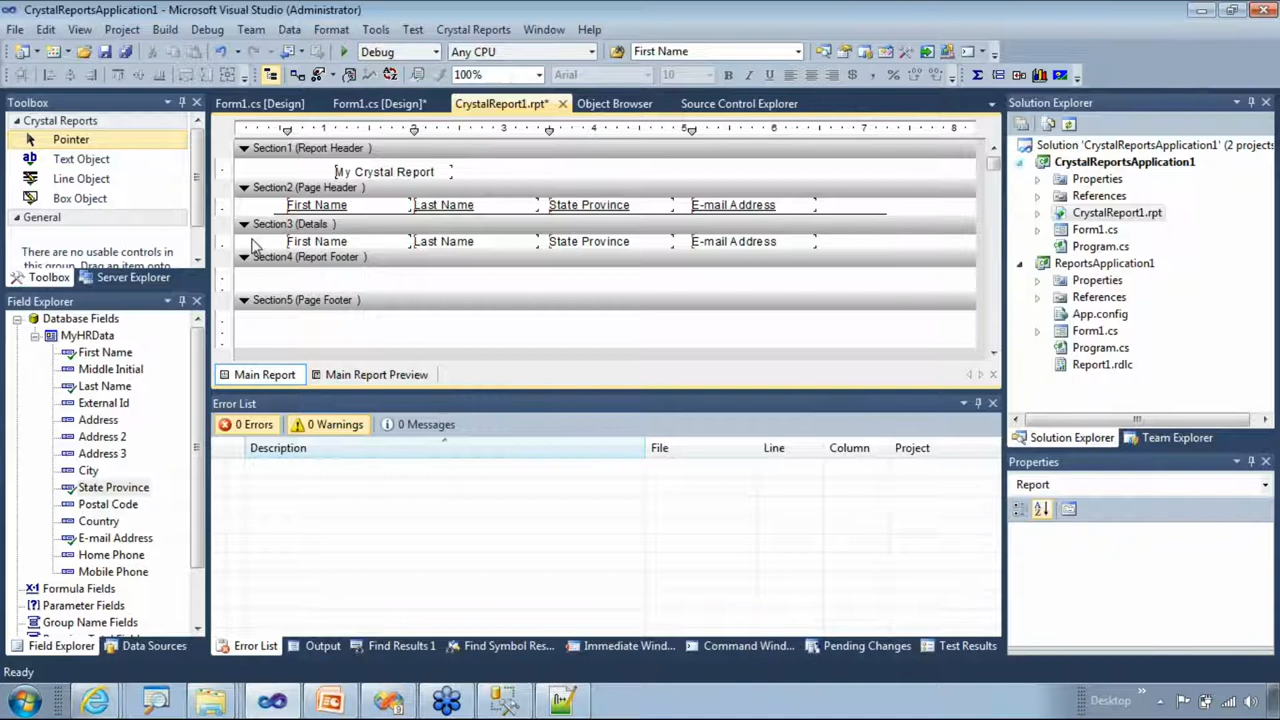 CrystalReportsApplication1 - Microsoft Visual Studio (Administrator)
File Edit View Project Build Debug Team Data Format Tools Test Crystal Reports Window Help
Debug Any CPU First Name
100% Arial 10 B I U $ %
Toolbox
Crystal Reports
Pointer
Text Object
Line Object
Box Object
General
There are no usable controls in
this group. Drag an item onto
Toolbox Server Explorer
Field Explorer
Database Fields
MyHRData
First Name
Middle Initial
Last Name
External Id
Address
Address 2
Address 3
City
State Province
Postal Code
Country
E-mail Address
Home Phone
Mobile Phone
Formula Fields
Parameter Fields
Group Name Fields
Field Explorer Data Sources
Form1.cs [Design] Form1.cs [Design]* CrystalReport1.rpt* Object Browser Source Control Explorer
1 2 3 4 5 6 7 8
Section1 (Report Header )
My Crystal Report
Section2 (Page Header )
First Name Last Name State Province E-mail Address
Section3 (Details )
First Name Last Name State Province E-mail Address
Section4 (Report Footer )
Section5 (Page Footer )
Main Report Main Report Preview
Error List
0 Errors 0 Warnings 0 Messages
Description File Line Column Project
Error List Output Find Results 1 Find Symbol Res... Immediate Wind... Command Wind... Pending Changes Test Results
Solution Explorer
Solution 'CrystalReportsApplication1' (2 projects
CrystalReportsApplication1
Properties
References
CrystalReport1.rpt
Form1.cs
Program.cs
ReportsApplication1
Properties
References
App.config
Form1.cs
Program.cs
Report1.rdlc
Solution Explorer Team Explorer
Properties
Report
Ready
Desktop